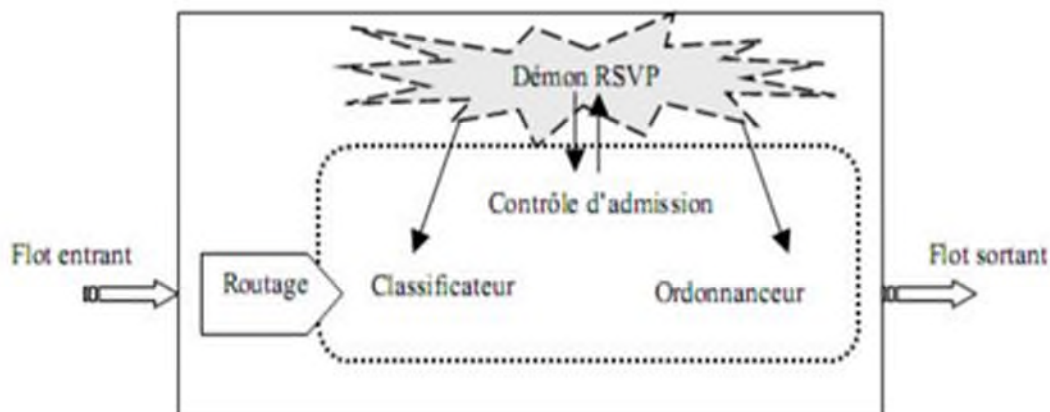 Démon RSVP
Contrôle d'admission
Flot entrant
Flot sortant
Routage
Classificateur
Ordonnanceur